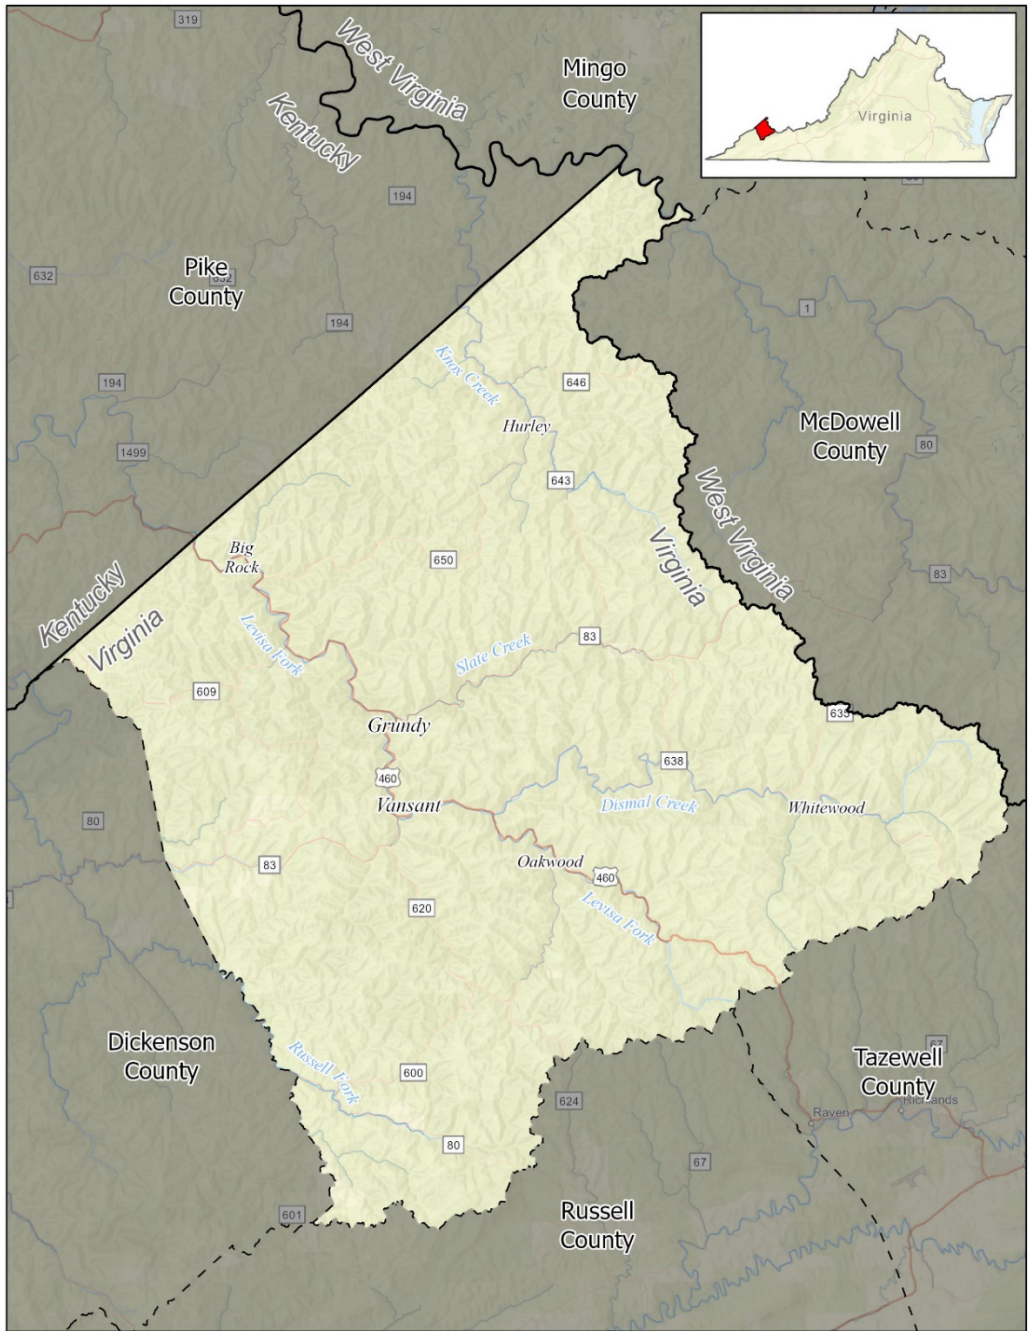 319
West Virginia
Kentucky
Mingo
County
Virginia
194
Pike
County
632
632
194
1
194
Knox Creek
646
Hurley
McDowell
County
80
1499
643
West Virginia
Virginia
Big
Rock
650
83
Kentucky
Virginia
Levisa Fork
Slate Creek
83
609
Grundy
635
638
460
Vansant
Dismal Creek
Whitewood
80
83
Oakwood
460
620
Levisa Fork
Dickenson
County
Russell Fork
600
67
Tazewell
County
624
Raven
Richlands
80
67
601
Russell
County